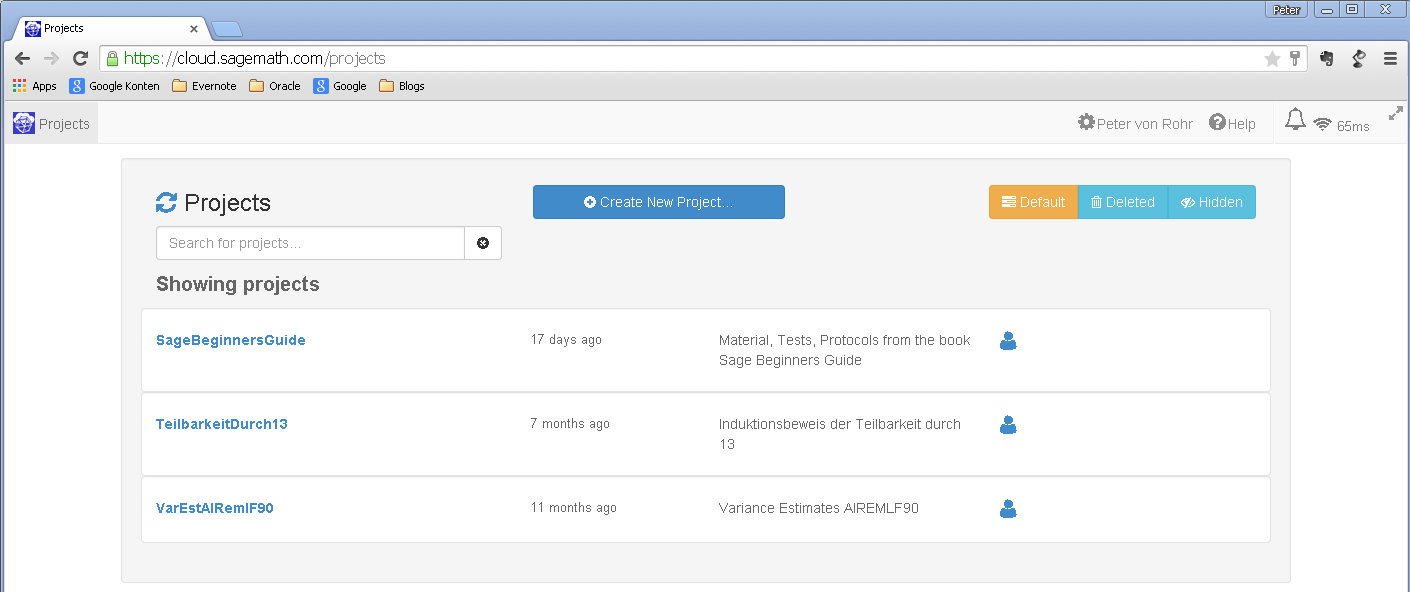 Peter
Projects
https://cloud.sagemath.com/projects
Apps Google Konten Evernote Oracle Google Blogs
Projects Peter von Rohr Help 65ms
Projects Create New Project... Default Deleted Hidden
Search for projects...
Showing projects
SageBeginnersGuide 17 days ago Material, Tests, Protocols from the book
Sage Beginners Guide
TeilbarkeitDurch13 7 months ago Induktionsbeweis der Teilbarkeit durch
13
VarEstAIRemlF90 11 months ago Variance Estimates AIREMLF90